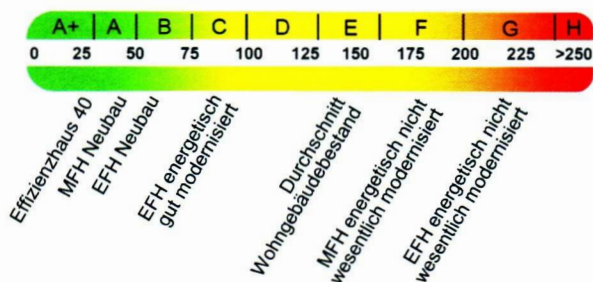 A+ A B C D E F G H
0 25 50 75 100 125 150 175 200 225 >250
Effizienzhaus 40
MFH Neubau
EFH Neubau
EFH energetisch
gut modernisiert
Durchschnitt
Wohngebäudebestand
MFH energetisch nicht
wesentlich modernisiert
EFH energetisch nicht
wesentlich modernisiert